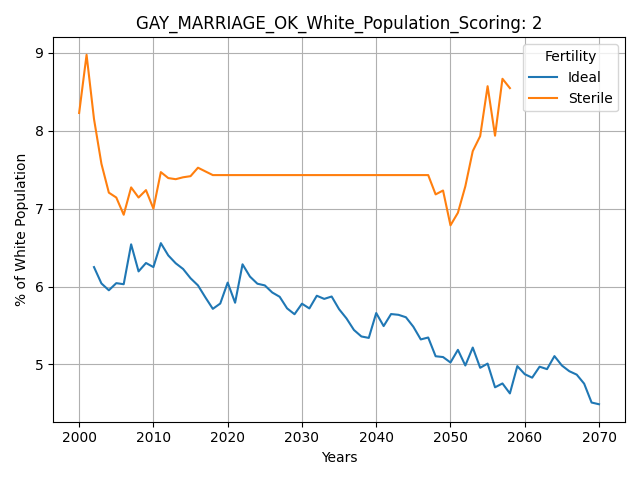 GAY_MARRIAGE_OK_White_Population_Scoring: 2
Fertility
Ideal
Sterile
% of White Population
9
8
7
6
5
2000 2010 2020 2030 2040 2050 2060 2070
Years